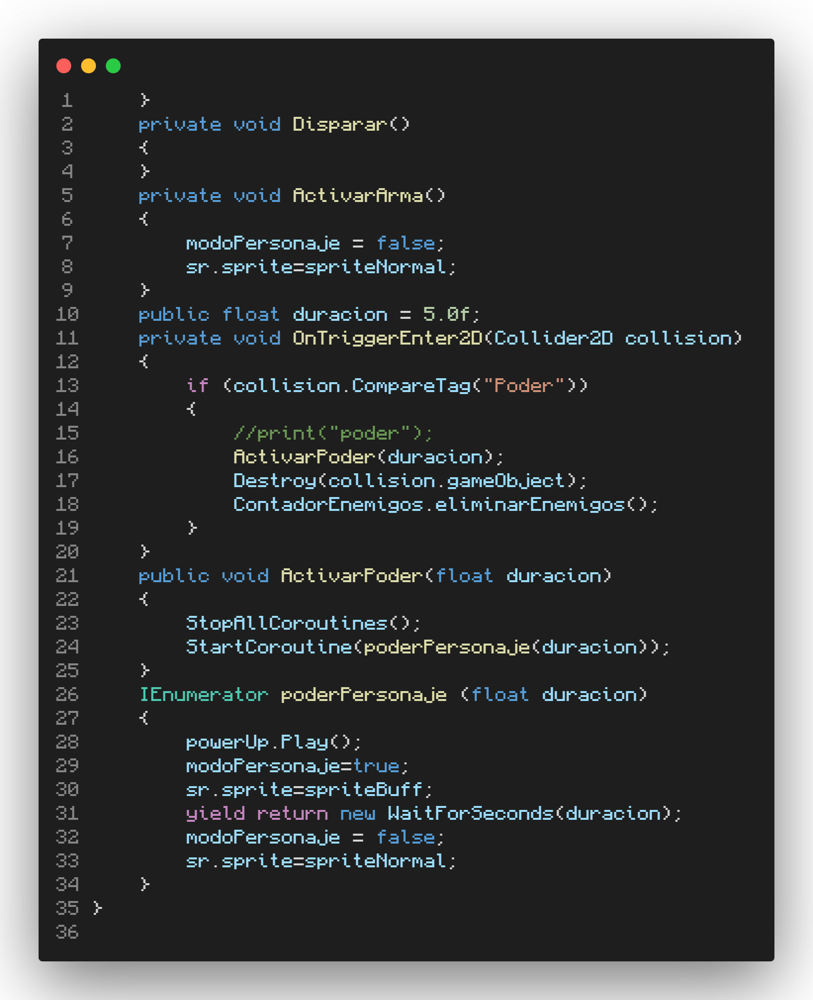 1     }
2     private void Disparar()
3     {
4     }
5     private void ActivarArma()
6     {
7         modoPersonaje = false;
8         sr.sprite=spriteNormal;
9     }
10     public float duracion = 5.0f;
11     private void OnTriggerEnter2D(Collider2D collision)
12     {
13         if (collision.CompareTag("Poder"))
14         {
15             //print("poder");
16             ActivarPoder(duracion);
17             Destroy(collision.gameObject);
18             ContadorEnemigos.eliminarEnemigos();
19         }
20     }
21     public void ActivarPoder(float duracion)
22     {
23         StopAllCoroutines();
24         StartCoroutine(poderPersonaje(duracion));
25     }
26     IEnumerator poderPersonaje (float duracion)
27     {
28         powerUp.Play();
29         modoPersonaje=true;
30         sr.sprite=spriteBuff;
31         yield return new WaitForSeconds(duracion);
32         modoPersonaje = false;
33         sr.sprite=spriteNormal;
34     }
35 }
36